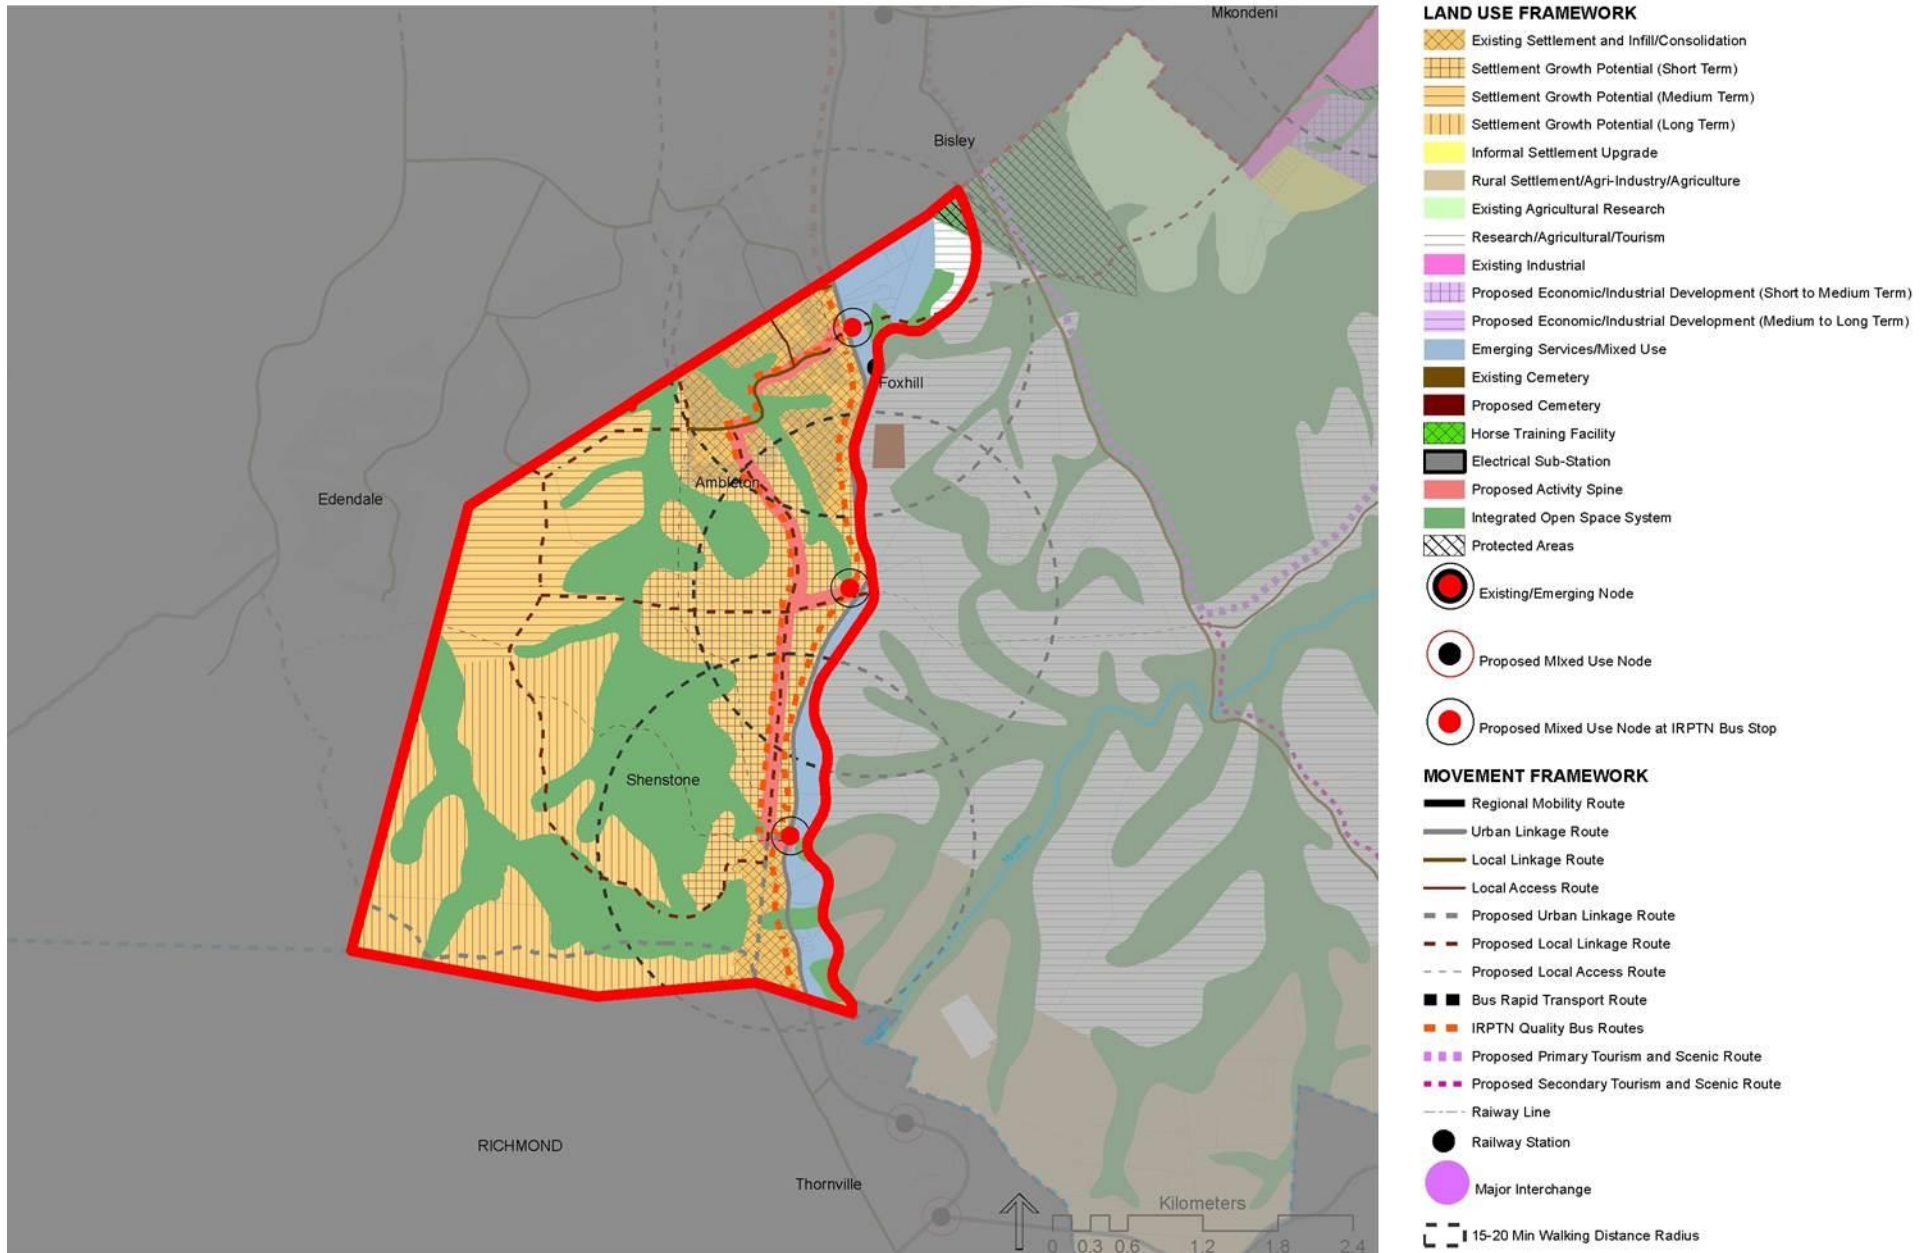 Mkondeni
Bisley
Foxhill
Edendale
Ambleton
Shenstone
RICHMOND
Thornville
Kilometers
0 0.3 0.6 1.2 1.8 2.4
LAND USE FRAMEWORK
Existing Settlement and Infill/Consolidation
Settlement Growth Potential (Short Term)
Settlement Growth Potential (Medium Term)
Settlement Growth Potential (Long Term)
Informal Settlement Upgrade
Rural Settlement/Agri-Industry/Agriculture
Existing Agricultural Research
Research/Agricultural/Tourism
Existing Industrial
Proposed Economic/Industrial Development (Short to Medium Term)
Proposed Economic/Industrial Development (Medium to Long Term)
Emerging Services/Mixed Use
Existing Cemetery
Proposed Cemetery
Horse Training Facility
Electrical Sub-Station
Proposed Activity Spine
Integrated Open Space System
Protected Areas
Existing/Emerging Node
Proposed MIxed Use Node
Proposed Mixed Use Node at IRPTN Bus Stop
MOVEMENT FRAMEWORK
Regional Mobility Route
Urban Linkage Route
Local Linkage Route
Local Access Route
Proposed Urban Linkage Route
Proposed Local Linkage Route
Proposed Local Access Route
Bus Rapid Transport Route
IRPTN Quality Bus Routes
Proposed Primary Tourism and Scenic Route
Proposed Secondary Tourism and Scenic Route
Raiway Line
Railway Station
Major Interchange
15-20 Min Walking Distance Radius